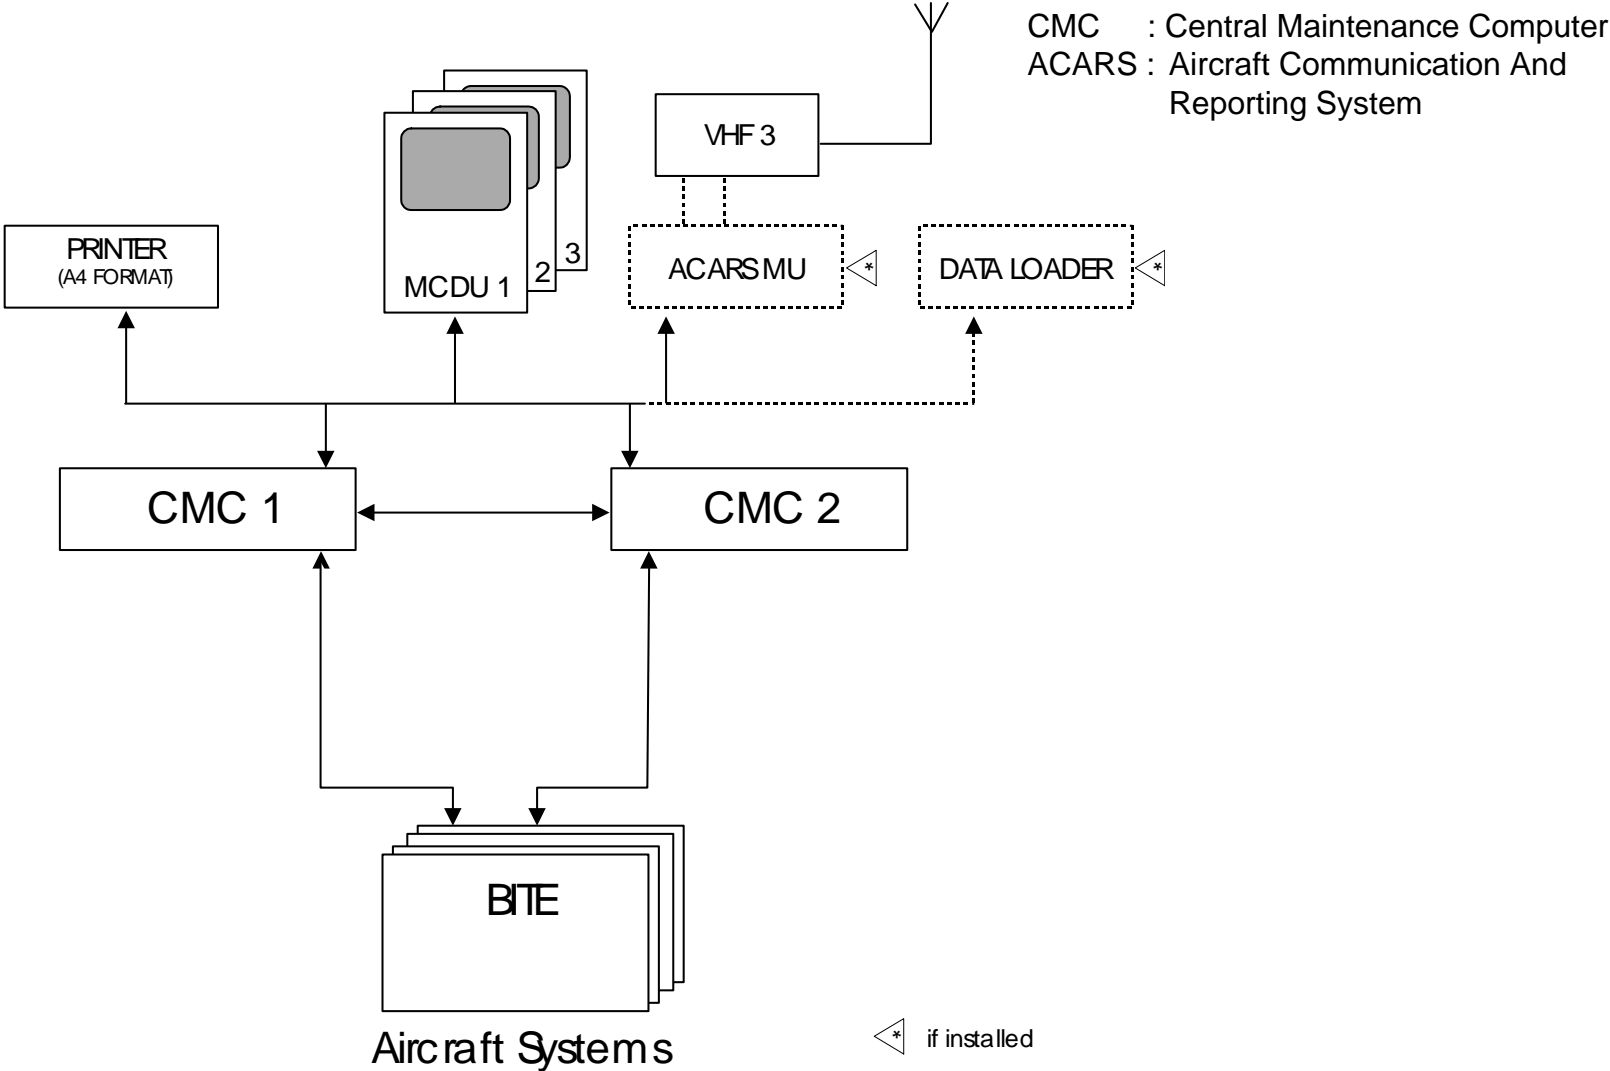 CMC : Central Maintenance Computer
ACARS : Aircraft Communication And
Reporting System
VHF 3
PRINTER
(A4 FORMAT)
MCDU 1
2
3
ACARS MU
*
DATA LOADER
*
CMC 1
CMC 2
BITE
Aircraft Systems
* if installed